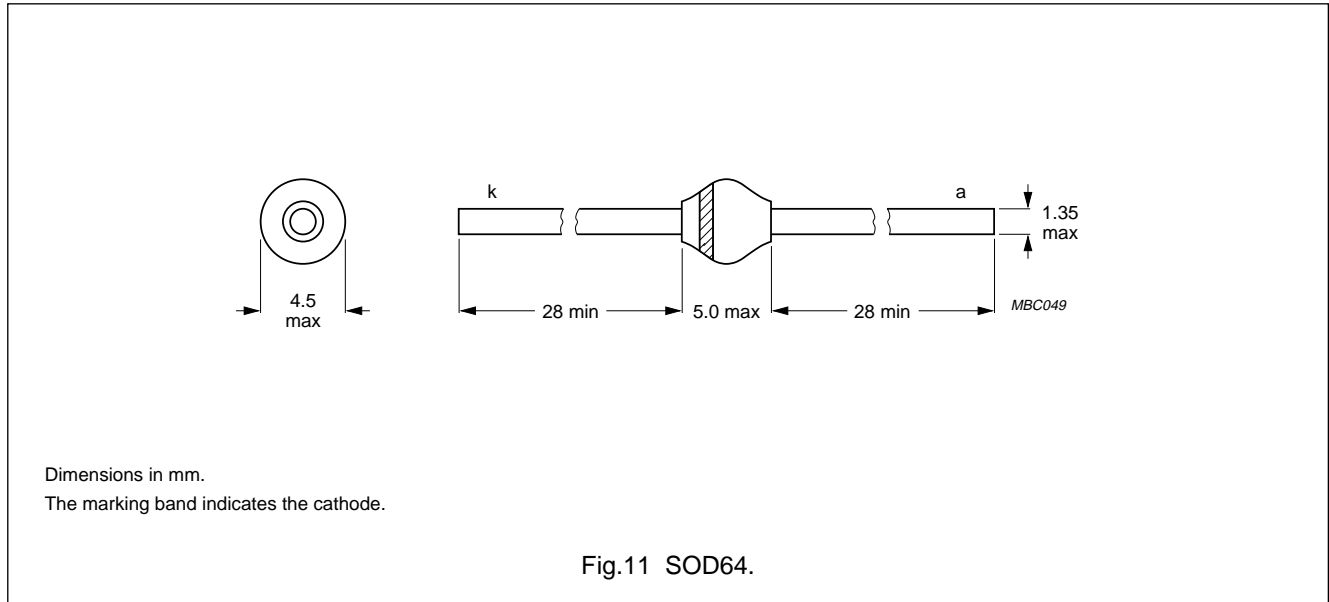 k
a
1.35
max
4.5
max
28 min
5.0 max
28 min
MBC049
Dimensions in mm.
The marking band indicates the cathode.
Fig.11 SOD64.